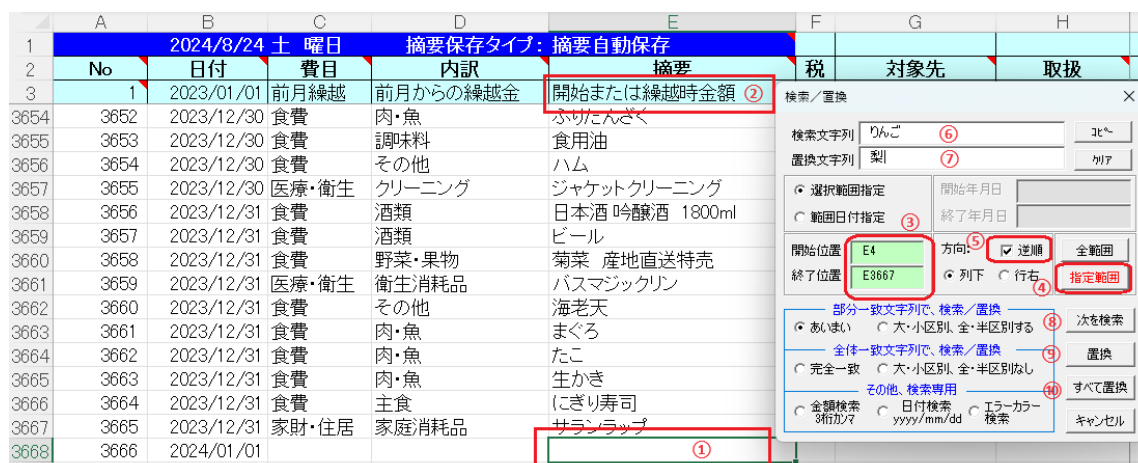 A B C D E F G H
1 2024/8/24 土 曜日 摘要保存タイプ: 摘要自動保存
2 No 日付 費目 内訳 摘要 税 対象先 取扱
3 1 2023/01/01 前月繰越 前月からの繰越金 開始または繰越時金額 ②
3654 3652 2023/12/30 食費 肉・魚 ふりたんざく
3655 3653 2023/12/30 食費 調味料 食用油
3656 3654 2023/12/30 食費 その他 ハム
3657 3655 2023/12/30 医療・衛生 クリーニング ジャケットクリーニング
3658 3656 2023/12/31 食費 酒類 日本酒 吟醸酒 1800ml
3659 3657 2023/12/31 食費 酒類 ビール
3660 3658 2023/12/31 食費 野菜・果物 菊菜 産地直送特売
3661 3659 2023/12/31 医療・衛生 衛生消耗品 バスマジックリン
3662 3660 2023/12/31 食費 その他 海老天
3663 3661 2023/12/31 食費 肉・魚 まぐろ
3664 3662 2023/12/31 食費 肉・魚 たこ
3665 3663 2023/12/31 食費 肉・魚 生かき
3666 3664 2023/12/31 食費 主食 にぎり寿司
3667 3665 2023/12/31 家財・住居 家庭消耗品 サランラップ
3668 3666 2024/01/01 ①
検索/置換 ×
検索文字列 りんご ⑥ コピー
置換文字列 梨 ⑦ クリア
選択範囲指定 開始年月日
範囲日付指定 ③ 終了年月日
開始位置 E4 方向: ⑤ 逆順 全範囲
終了位置 E3667 列下 行右 ④ 指定範囲
部分一致文字列で、検索/置換
あいまい 大・小区別、全・半区別する ⑧ 次を検索
全体一致文字列で、検索/置換
完全一致 大・小区別、全・半区別なし ⑨ 置換
その他、検索専用 ⑩ すべて置換
金額検索 3桁カンマ 日付検索 yyyy/mm/dd エラーカラー検索
キャンセル